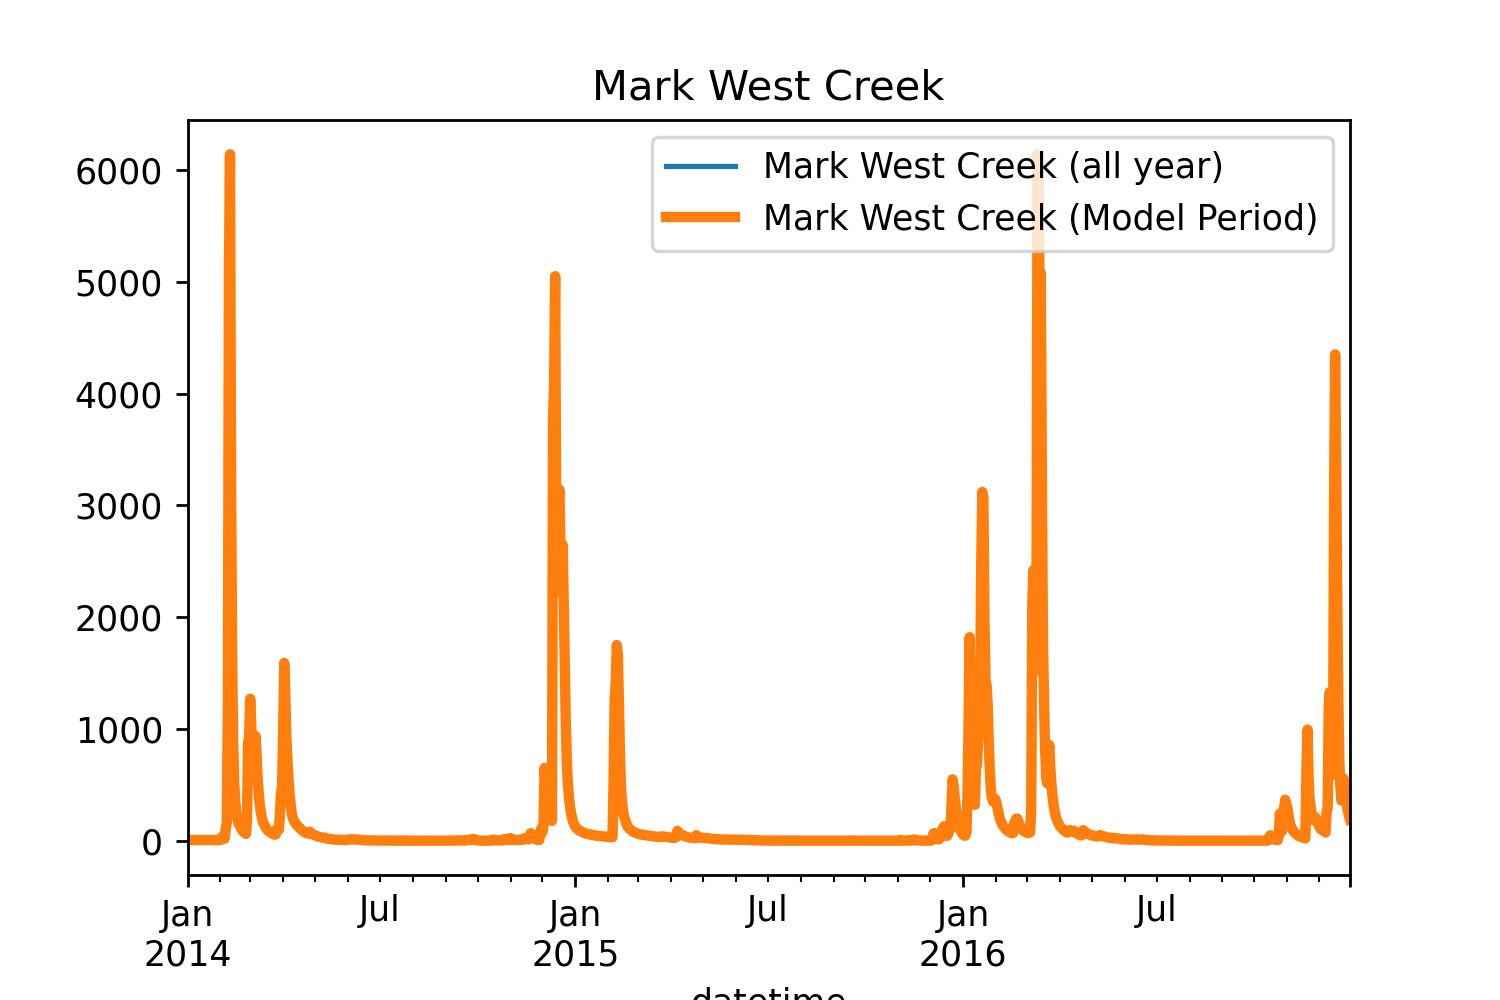 Mark West Creek
Mark West Creek (all year)
Mark West Creek (Model Period)
6000
5000
4000
3000
2000
1000
0
Jan Jul Jan Jul Jan Jul
2014 2015 2016
datetime